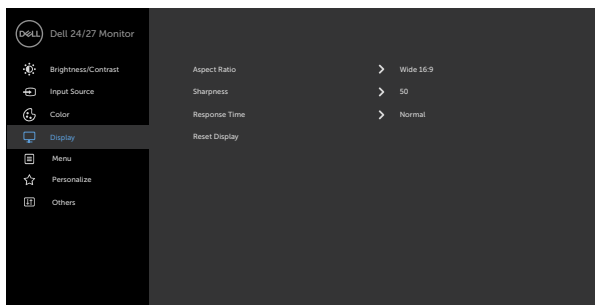 DELL Dell 24/27 Monitor
Brightness/Contrast
Input Source
Color
Display
Menu
Personalize
Others
Aspect Ratio Wide 16:9
Sharpness 50
Response Time Normal
Reset Display